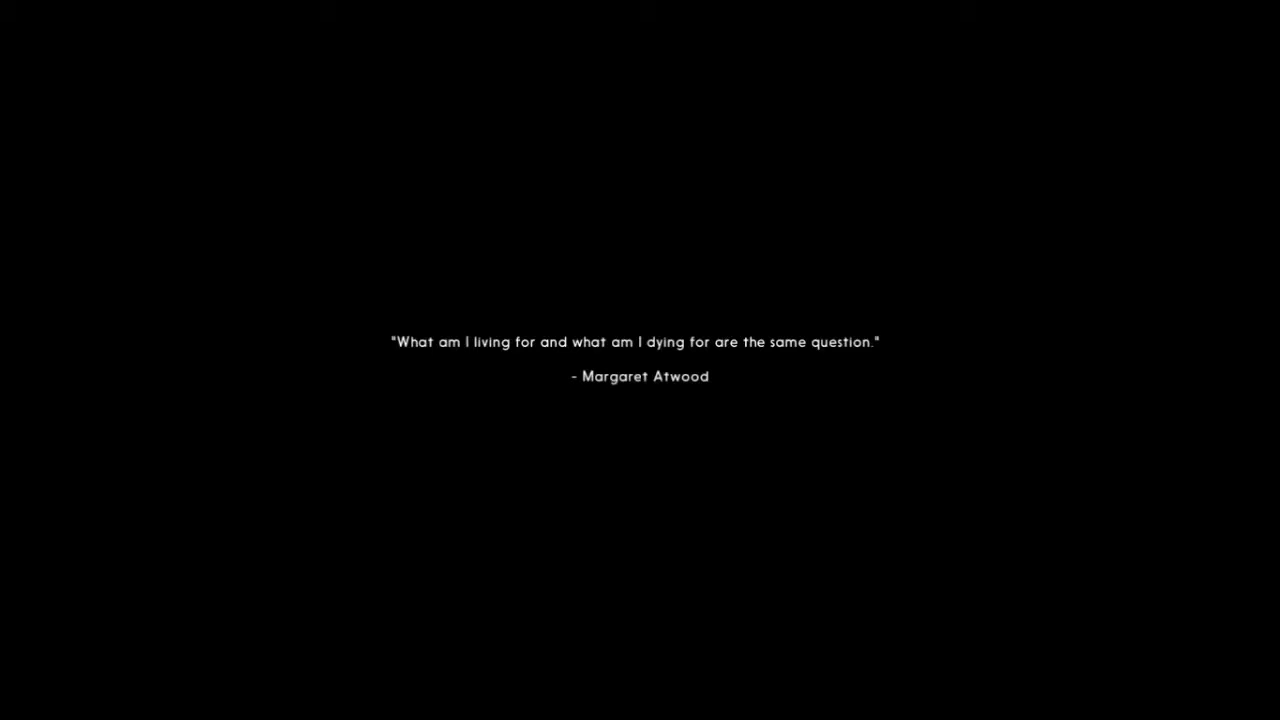 "What am I living for and what am I dying for are the same question."
- Margaret Atwood